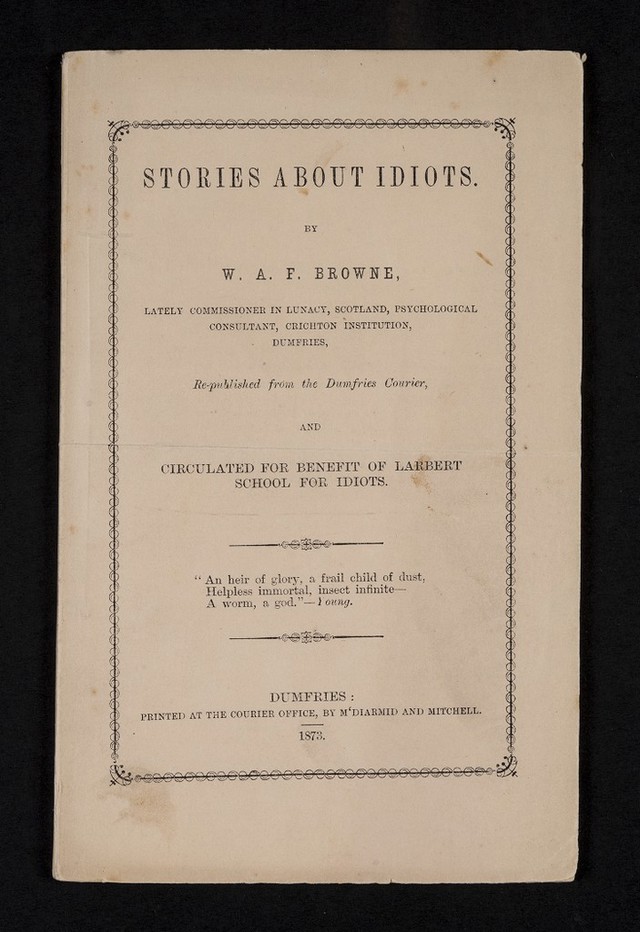 STORIES ABOUT IDIOTS.
BY
W. A. F. BROWNE,
LATELY COMMISSIONER IN LUNACY, SCOTLAND, PSYCHOLOGICAL
CONSULTANT, CRICHTON INSTITUTION,
DUMFRIES,
Re-published from the Dumfries Courier,
AND
CIRCULATED FOR BENEFIT OF LARBERT
SCHOOL FOR IDIOTS.
“ An heir of glory, a frail child of dust,
Helpless immortal, insect infinite—
A worm, a god.”—Young.
DUMFRIES :
PRINTED AT THE COURIER OFFICE, BY M‘DIARMID AND MITCHELL.
1873.